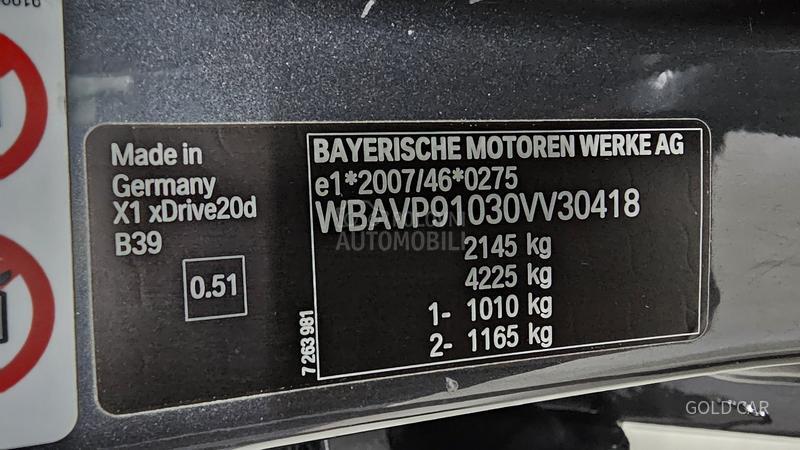 Made in
Germany
X1 xDrive20d
B39
0.51
7 263 981
BAYERISCHE MOTOREN WERKE AG
e1*2007/46*0275
WBAVP91030VV30418
2145 kg
4225 kg
1- 1010 kg
2- 1165 kg
AUTOMOBILI
GOLD CAR